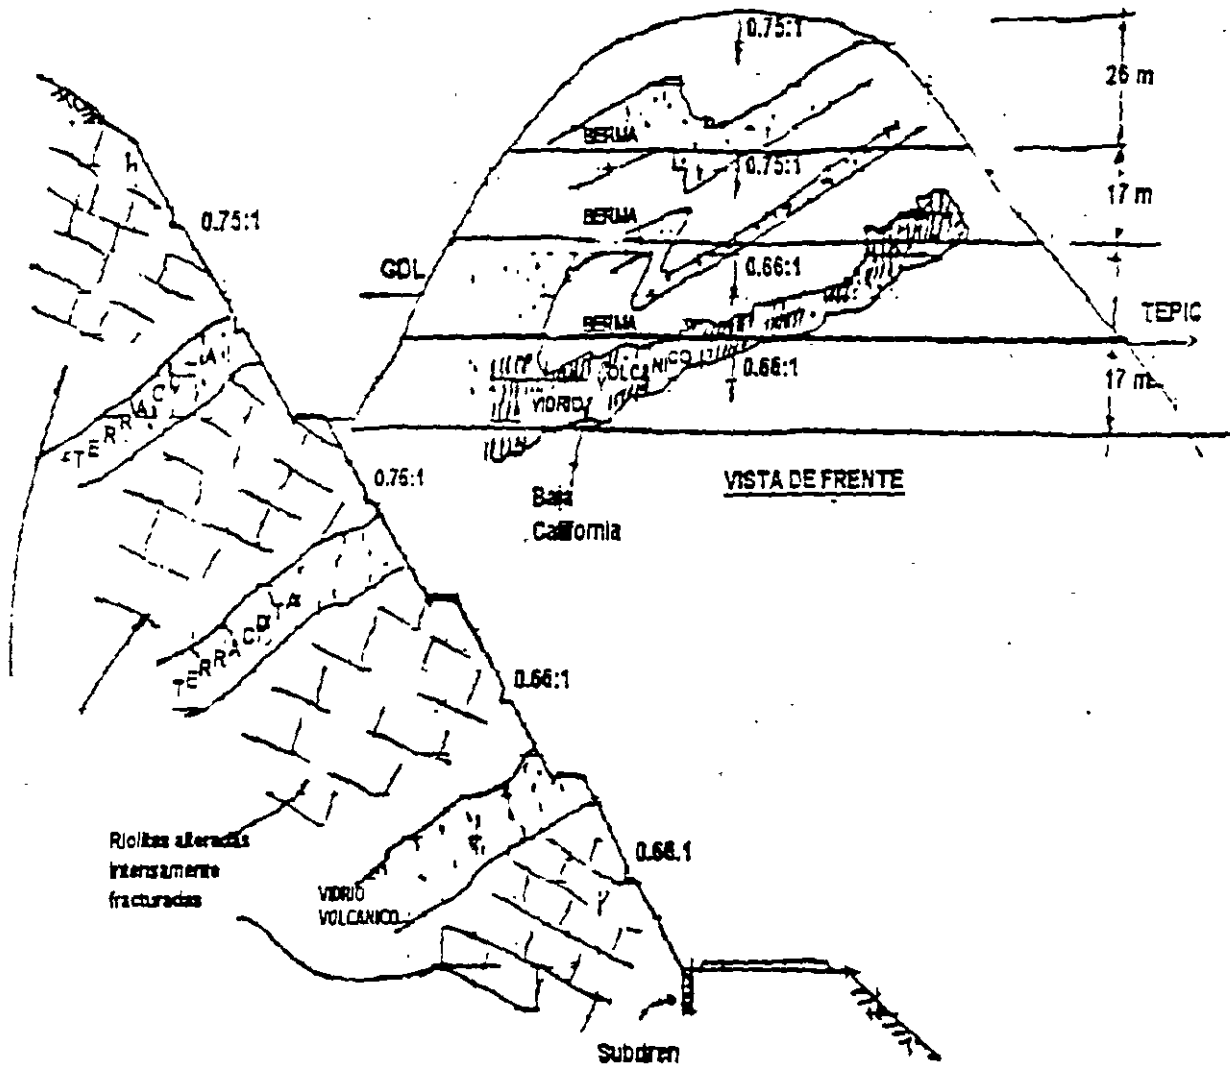 0.75:1
26 m
BERMA
0.75:1
17 m
BERMA
GDL
0.66:1
TEPIC
BERMA
VIDRIO VOLCANICO
0.66:1
17 m
VISTA DE FRENTE
Baja
California
h
0.75:1
TERRACYLA
0.75:1
TERRACDLA
0.66:1
Riolitas alteradas
intensamente
fracturadas
VIDRIO
VOLCANICO
0.66:1
Subdren